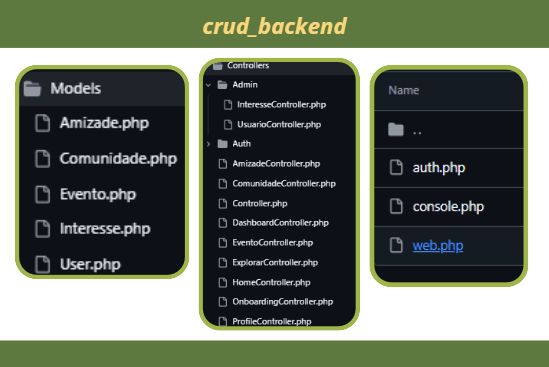 crud_backend
Models
Amizade.php
Comunidade.php
Evento.php
Interesse.php
User.php
Controllers
Admin
InteresseController.php
UsuarioController.php
Auth
AmizadeController.php
ComunidadeController.php
Controller.php
DashboardController.php
EventoController.php
ExplorarController.php
HomeController.php
OnboardingController.php
ProfileController.php
Name
..
auth.php
console.php
web.php